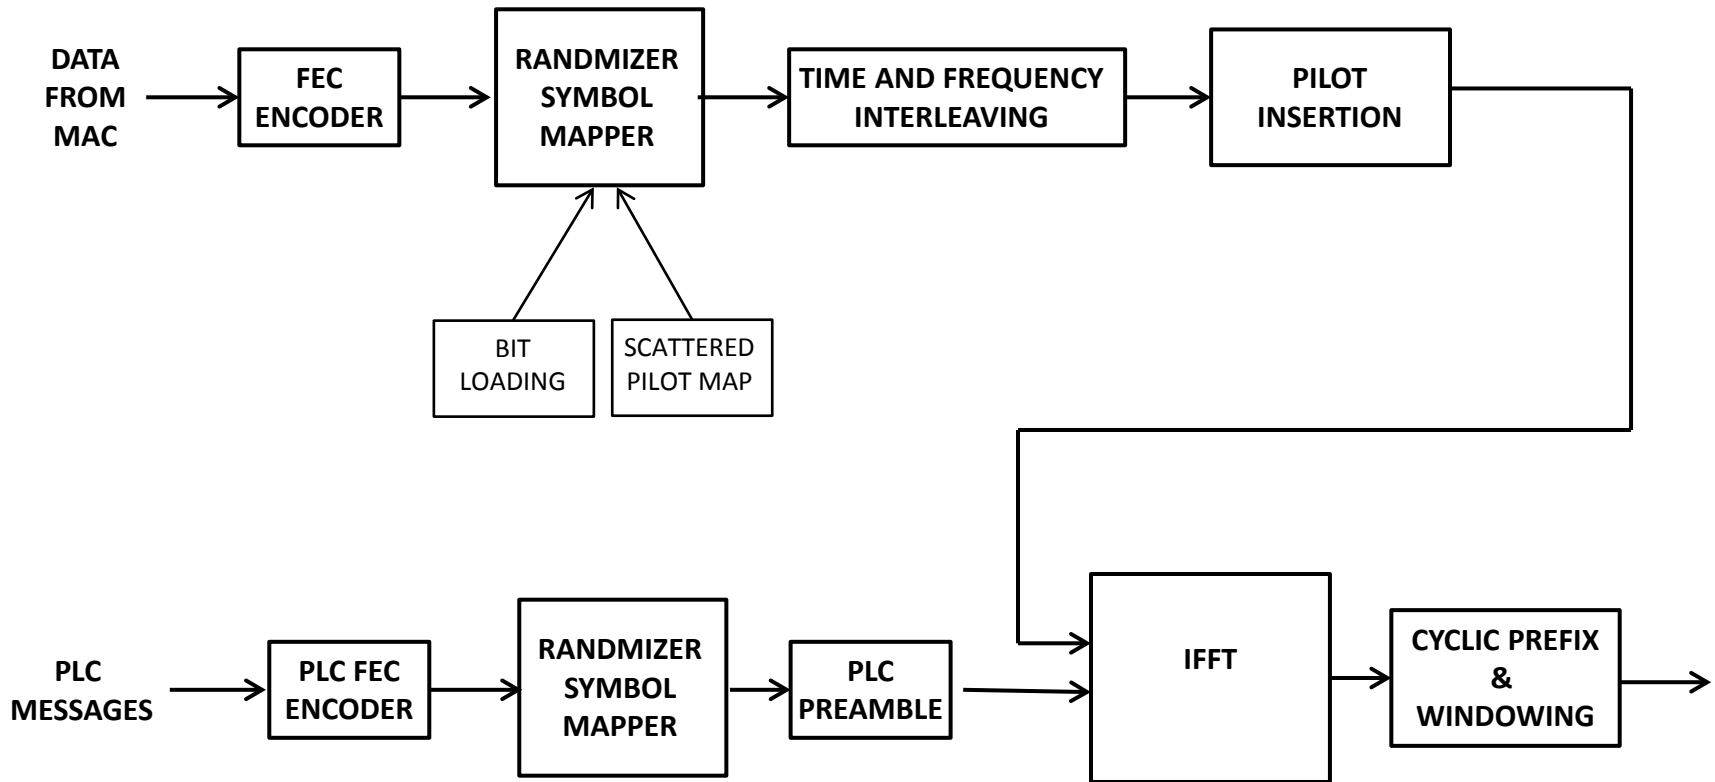 DATA
FROM
MAC
FEC
ENCODER
RANDMIZER
SYMBOL
MAPPER
TIME AND FREQUENCY
INTERLEAVING
PILOT
INSERTION
BIT
LOADING
SCATTERED
PILOT MAP
PLC
MESSAGES
PLC FEC
ENCODER
RANDMIZER
SYMBOL
MAPPER
PLC
PREAMBLE
IFFT
CYCLIC PREFIX
&
WINDOWING